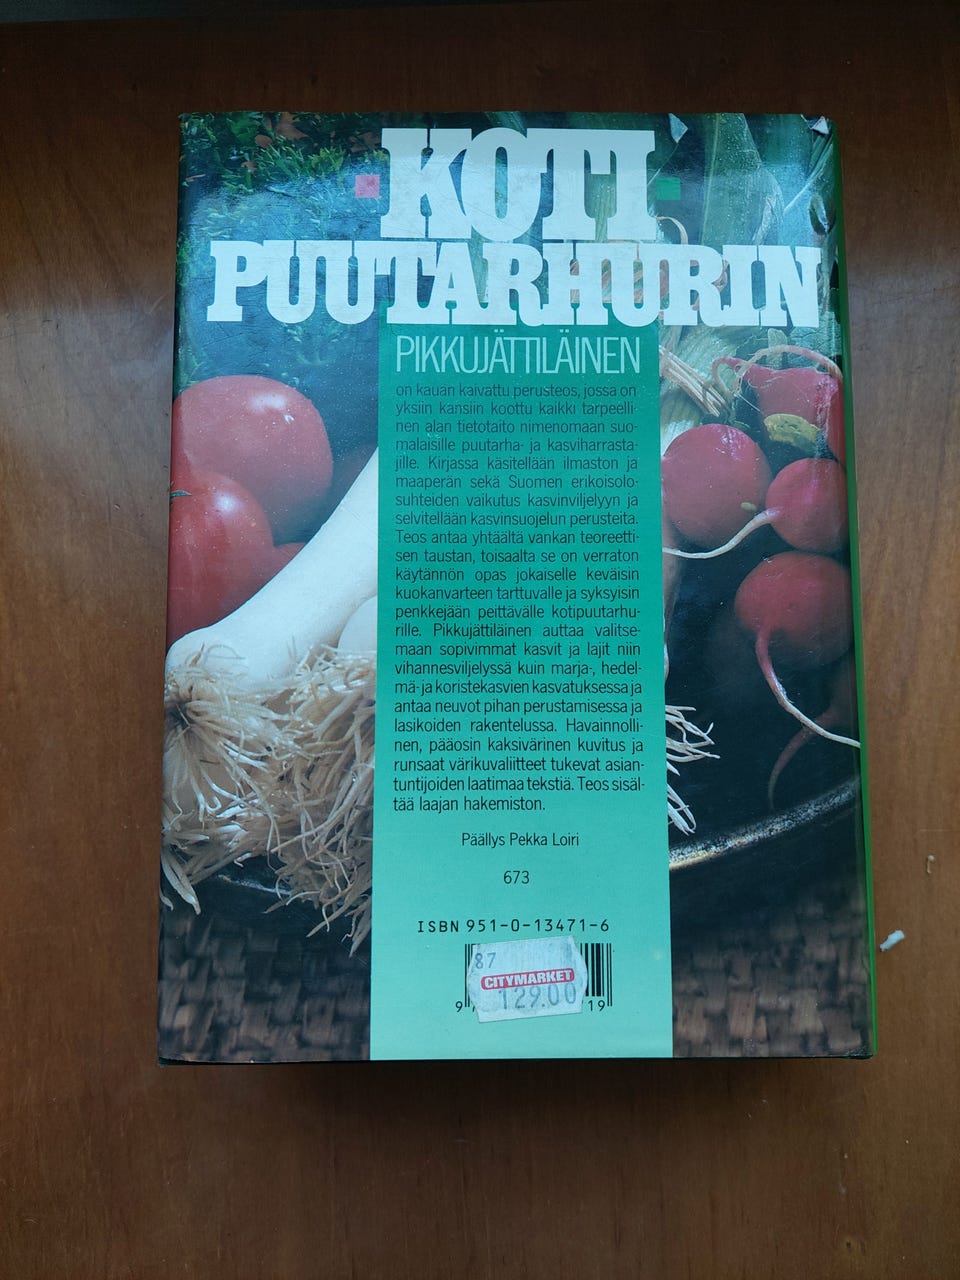 KOTI
PUUTARHURIN
PIKKUJÄTTILÄINEN
on kauan kaivattu perusteos, jossa on
yksiin kansiin koottu kaikki tarpeelli-
nen alan tietotaito nimenomaan suo-
malaisille puutarha- ja kasviharrasta-
jille. Kirjassa käsitellään ilmaston ja
maaperän sekä Suomen erikoisolo-
suhteiden vaikutus kasvinviljelyyn ja
selvitellään kasvinsuojelun perusteita.
Teos antaa yhtäältä vankan teoreetti-
sen taustan, toisaalta se on verraton
käytännön opas jokaiselle keväisin
kuokanvarteen tarttuvalle ja syksyisin
penkkejään peittävälle kotipuutarhu-
rille. Pikkujättiläinen auttaa valitse-
maan sopivimmat kasvit ja lajit niin
vihannesviljelyssä kuin marja-, hedel-
mä- ja koristekasvien kasvatuksessa ja
antaa neuvot pihan perustamisessa ja
lasikoiden rakentelussa. Havainnolli-
nen, pääosin kaksivärinen kuvitus ja
runsaat värikuvaliitteet tukevat asian-
tuntijoiden laatimaa tekstiä. Teos sisäl-
tää laajan hakemiston.
Päällys Pekka Loiri
673
ISBN 951-0-13471-6
87
CITYMARKET
129.00
9 19